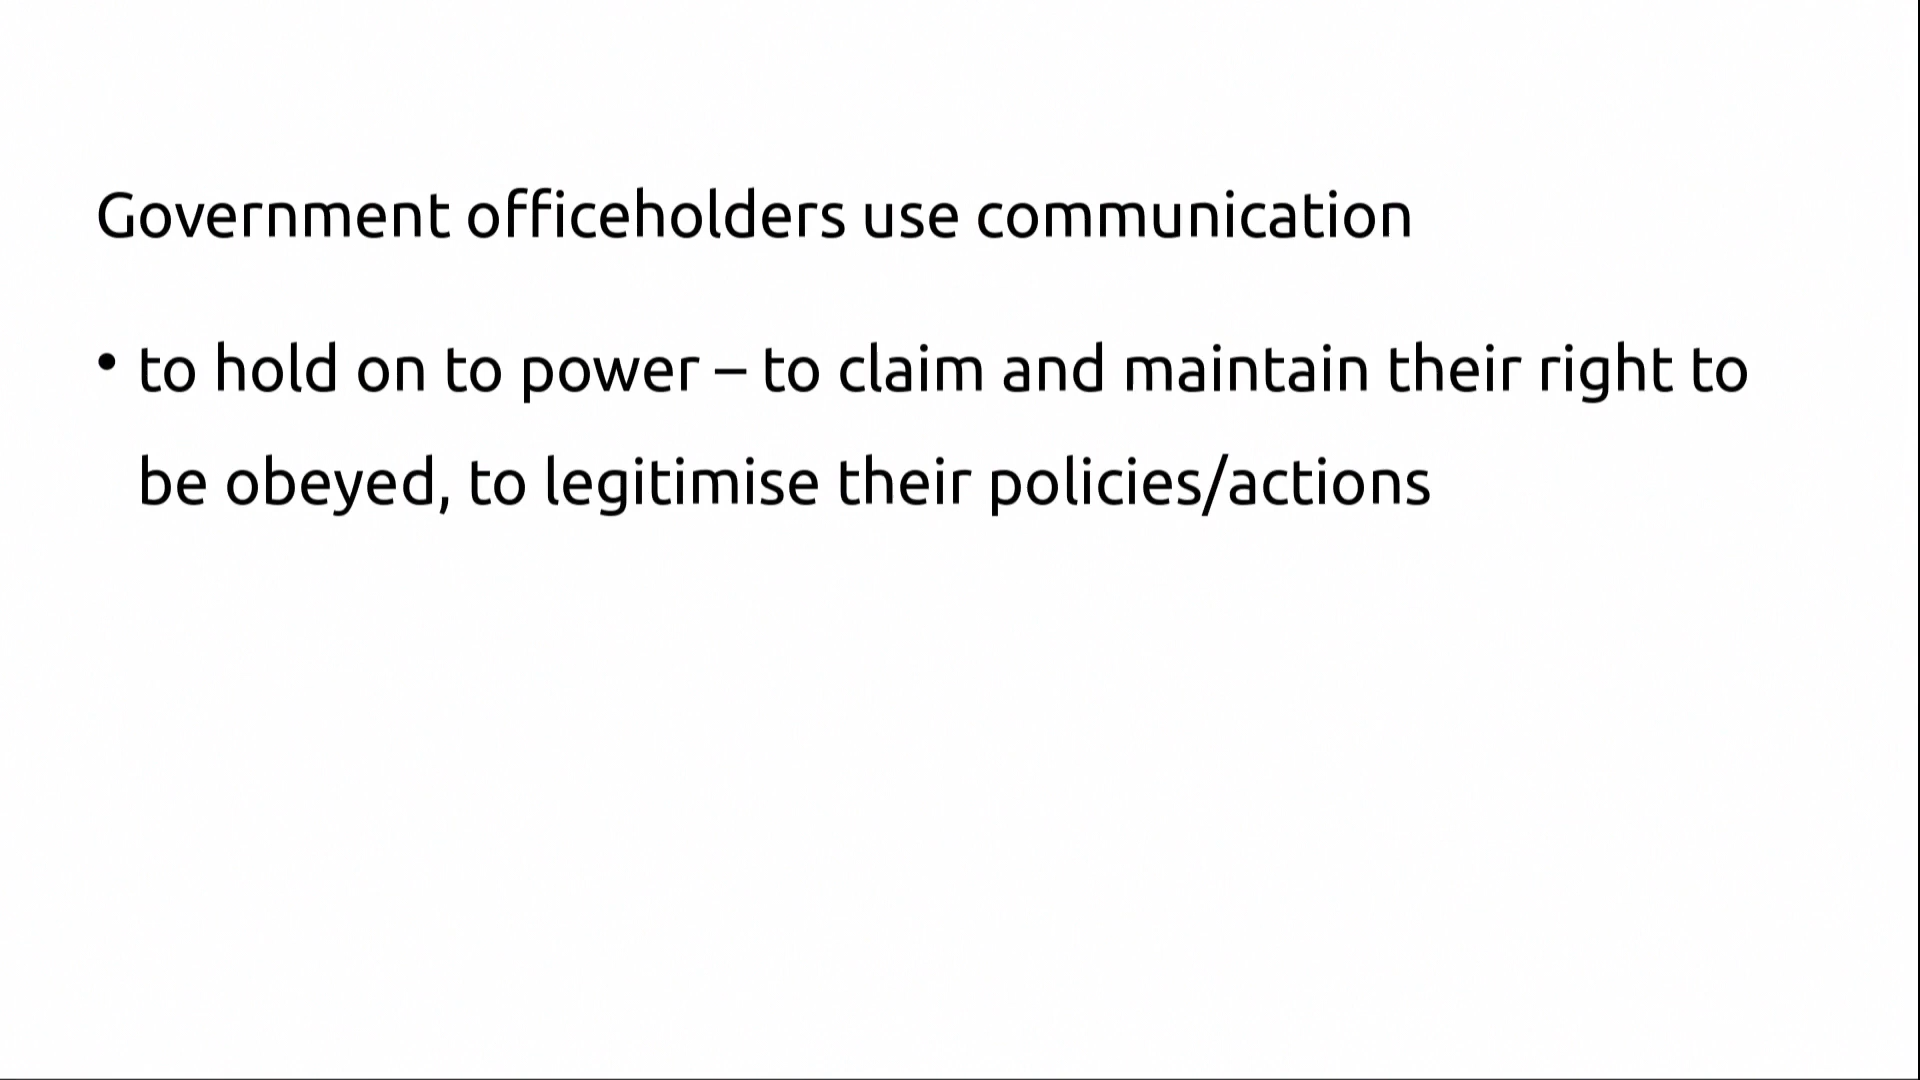 Government officeholders use communication
• to hold on to power – to claim and maintain their right to
be obeyed, to legitimise their policies/actions